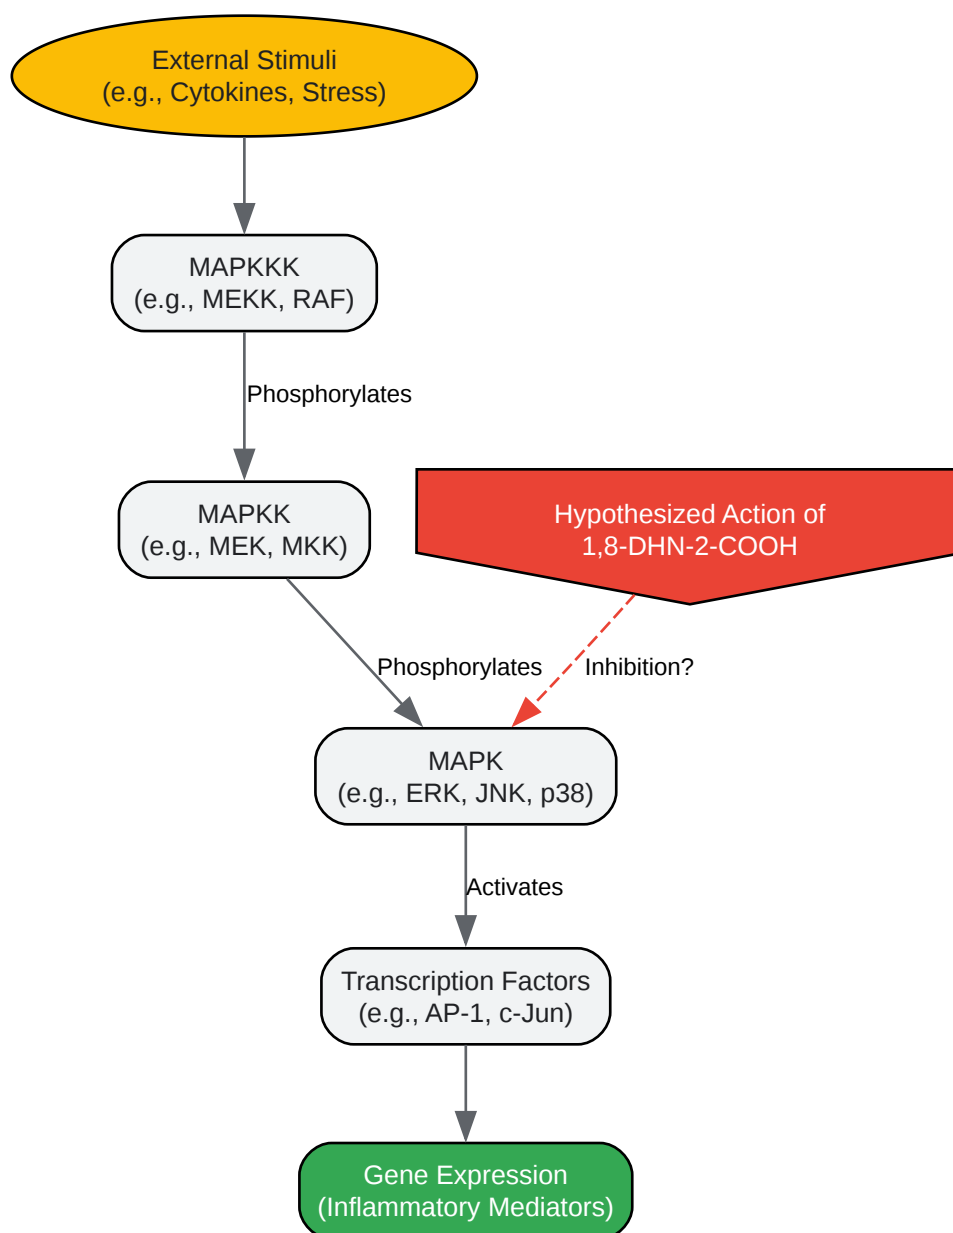 External Stimuli
(e.g., Cytokines, Stress)
MAPKKK
(e.g., MEKK, RAF)
Phosphorylates
MAPKK
(e.g., MEK, MKK)
Hypothesized Action of
1,8-DHN-2-COOH
Phosphorylates
Inhibition?
MAPK
(e.g., ERK, JNK, p38)
Activates
Transcription Factors
(e.g., AP-1, c-Jun)
Gene Expression
(Inflammatory Mediators)